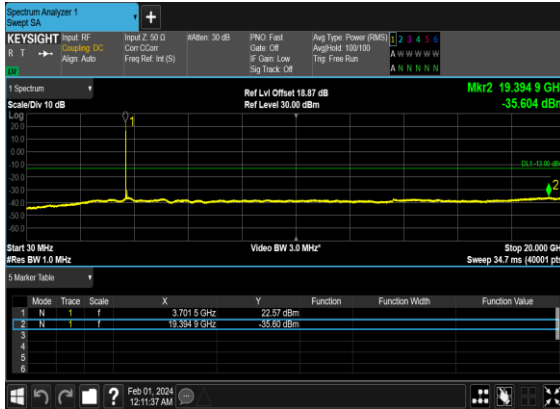 Spectrum Analyzer 1
Swept SA
+
KEYSIGHT Input: RF Input Z: 50 Ω #Atten: 30 dB PNO: Fast Avg Type: Power (RMS) 1 2 3 4 5 6
R T Coupling: DC Corr CCorr Gate: Off Avg|Hold: 100/100 A W W W W W
Align: Auto Freq Ref: Int (S) IF Gain: Low Trig: Free Run
Sig Track: Off A N N N N N
1 Spectrum
Scale/Div 10 dB
Ref Lvl Offset 18.87 dB
Ref Level 30.00 dBm
Mkr2 19.394 9 GHz
-35.604 dBm
Log
20.0
10.0
0.00
-10.0
-20.0
-30.0
-40.0
-50.0
-60.0
1
DL1 -13.00 dB
2
Start 30 MHz Video BW 3.0 MHz* Stop 20.000 GH
#Res BW 1.0 MHz Sweep 34.7 ms (40001 pts
5 Marker Table
Mode Trace Scale X Y Function Function Width Function Value
1 N 1 f 3.701 5 GHz 22.57 dBm
2 N 1 f 19.394 9 GHz -35.60 dBm
3
4
5
6
? Feb 01, 2024
12:11:37 AM